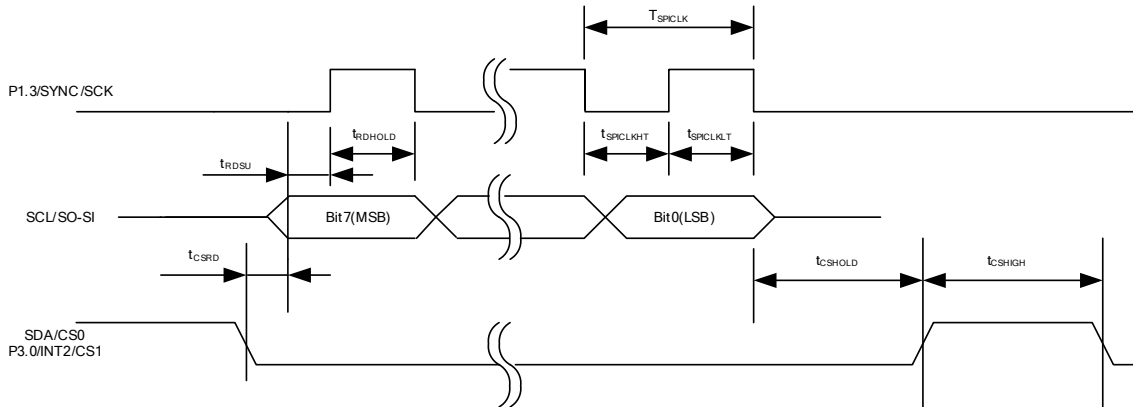 TSPICLK
P1.3/SYNC/SCK
tRDHOLD
tSPICLKHT
tSPICLKLT
tRDSU
SCL/SO-SI
Bit7(MSB)
Bit0(LSB)
tCSRD
tCSHOLD
tCSHIGH
SDA/CS0
P3.0/INT2/CS1